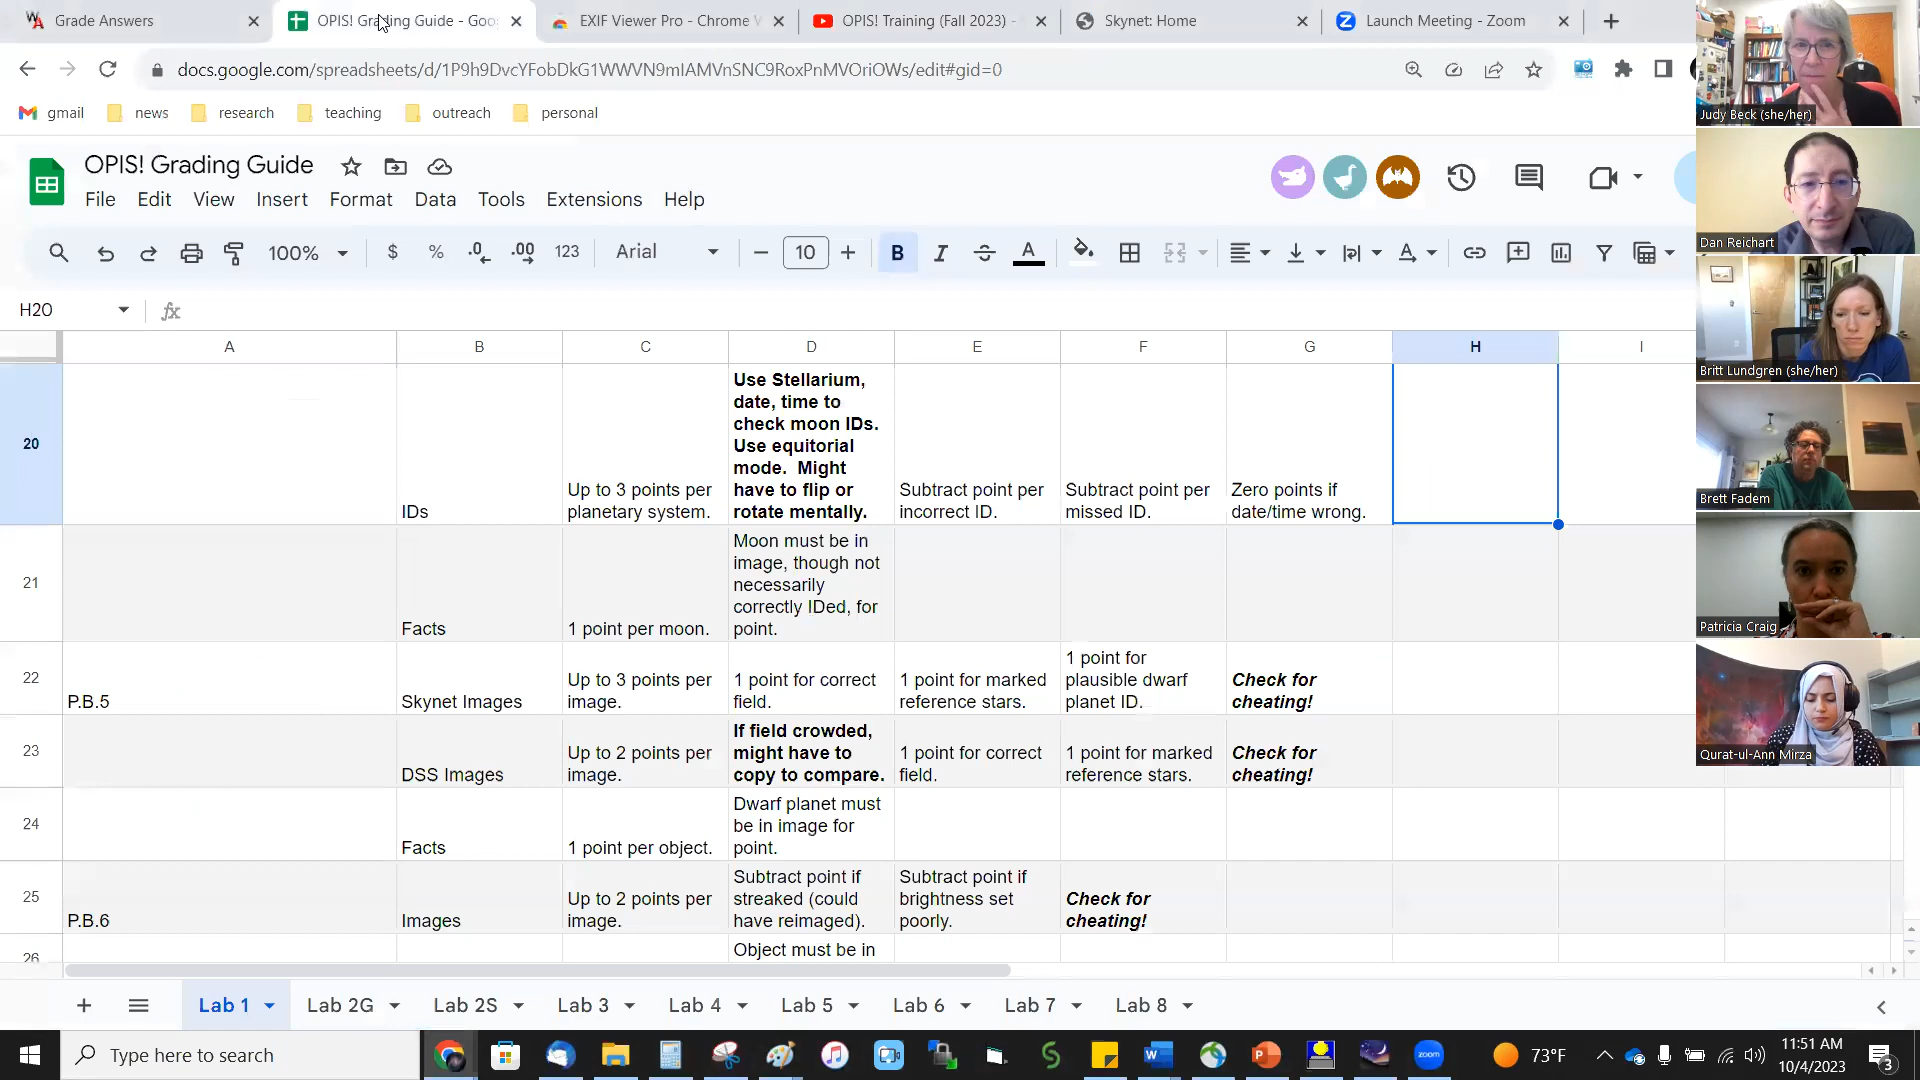 Grade Answers
OPIS! Grading Guide - Goo
EXIF Viewer Pro - Chrome W
OPIS! Training (Fall 2023) -
Skynet: Home
Launch Meeting - Zoom
docs.google.com/spreadsheets/d/1P9h9DvcYFobDkG1WWVN9mIAMVnSNC9RoxPnMVOriOWs/edit#gid=0
gmail
news
research
teaching
outreach
personal
OPIS! Grading Guide
File Edit View Insert Format Data Tools Extensions Help
100% $ % .0 .00 123 Arial 10 B I S A
H20 fx
A B C D E F G H I
20
IDs
Up to 3 points per
planetary system.
Use Stellarium,
date, time to
check moon IDs.
Use equitorial
mode. Might
have to flip or
rotate mentally.
Subtract point per
incorrect ID.
Subtract point per
missed ID.
Zero points if
date/time wrong.
21
Facts
1 point per moon.
Moon must be in
image, though not
necessarily
correctly IDed, for
point.
22
P.B.5
Skynet Images
Up to 3 points per
image.
1 point for correct
field.
1 point for marked
reference stars.
1 point for
plausible dwarf
planet ID.
Check for
cheating!
23
DSS Images
Up to 2 points per
image.
If field crowded,
might have to
copy to compare.
1 point for correct
field.
1 point for marked
reference stars.
Check for
cheating!
24
Facts
1 point per object.
Dwarf planet must
be in image for
point.
25
P.B.6
Images
Up to 2 points per
image.
Subtract point if
streaked (could
have reimaged).
Subtract point if
brightness set
poorly.
Check for
cheating!
26
Object must be in
Lab 1
Lab 2G
Lab 2S
Lab 3
Lab 4
Lab 5
Lab 6
Lab 7
Lab 8
Judy Beck (she/her)
Dan Reichart
Britt Lundgren (she/her)
Brett Fadem
Patricia Craig
Qurat-ul-Ann Mirza
Type here to search
zoom
73°F
11:51 AM
10/4/2023
3